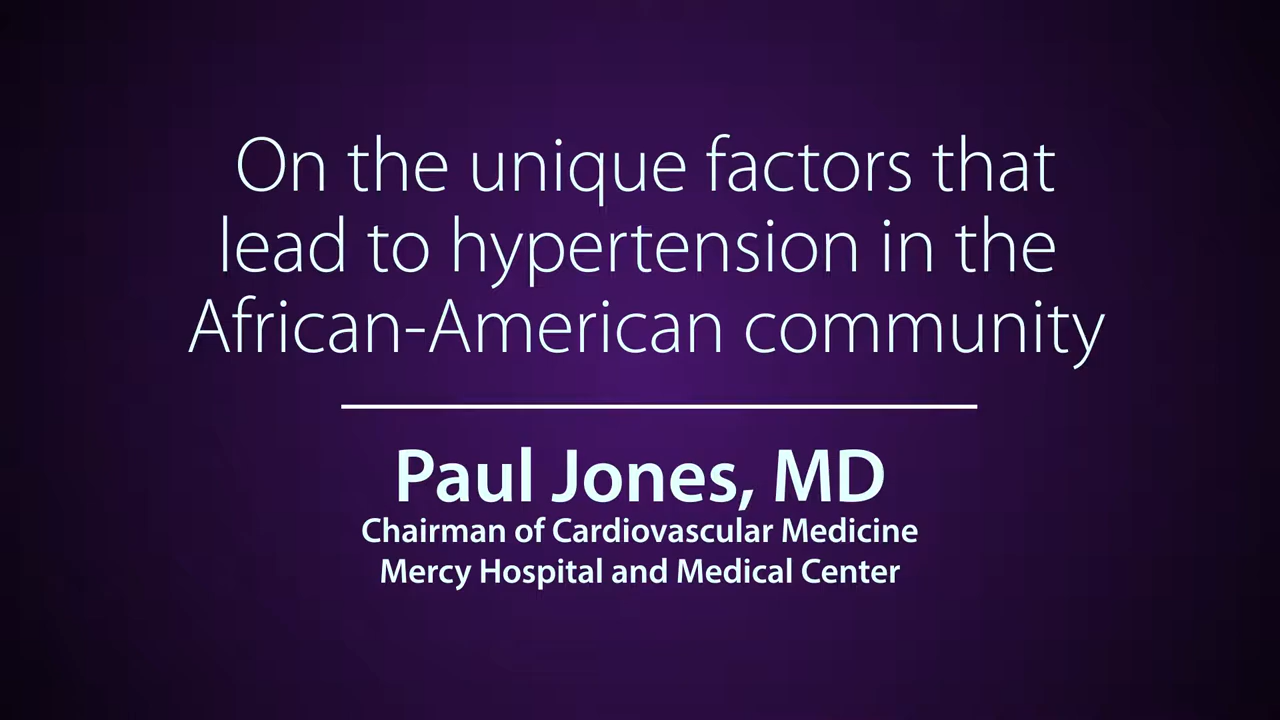 On the unique factors that
lead to hypertension in the
African-American community
Paul Jones, MD
Chairman of Cardiovascular Medicine
Mercy Hospital and Medical Center